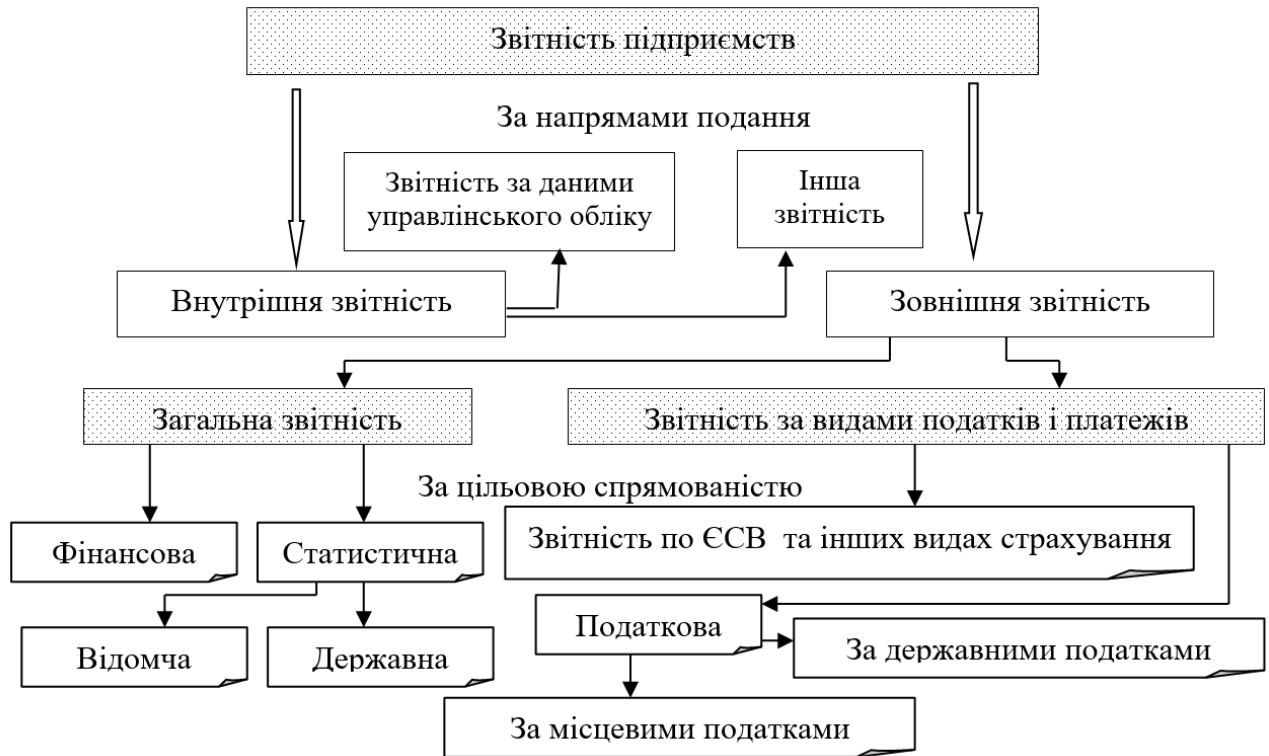 Звітність підприємств
За напрямами подання
Звітність за даними
управлінського обліку
Інша
звітність
Внутрішня звітність
Зовнішня звітність
Загальна звітність
Звітність за видами податків і платежів
За цільовою спрямованістю
Фінансова
Статистична
Звітність по ЄСВ та інших видах страхування
Відомча
Державна
Податкова
За державними податками
За місцевими податками